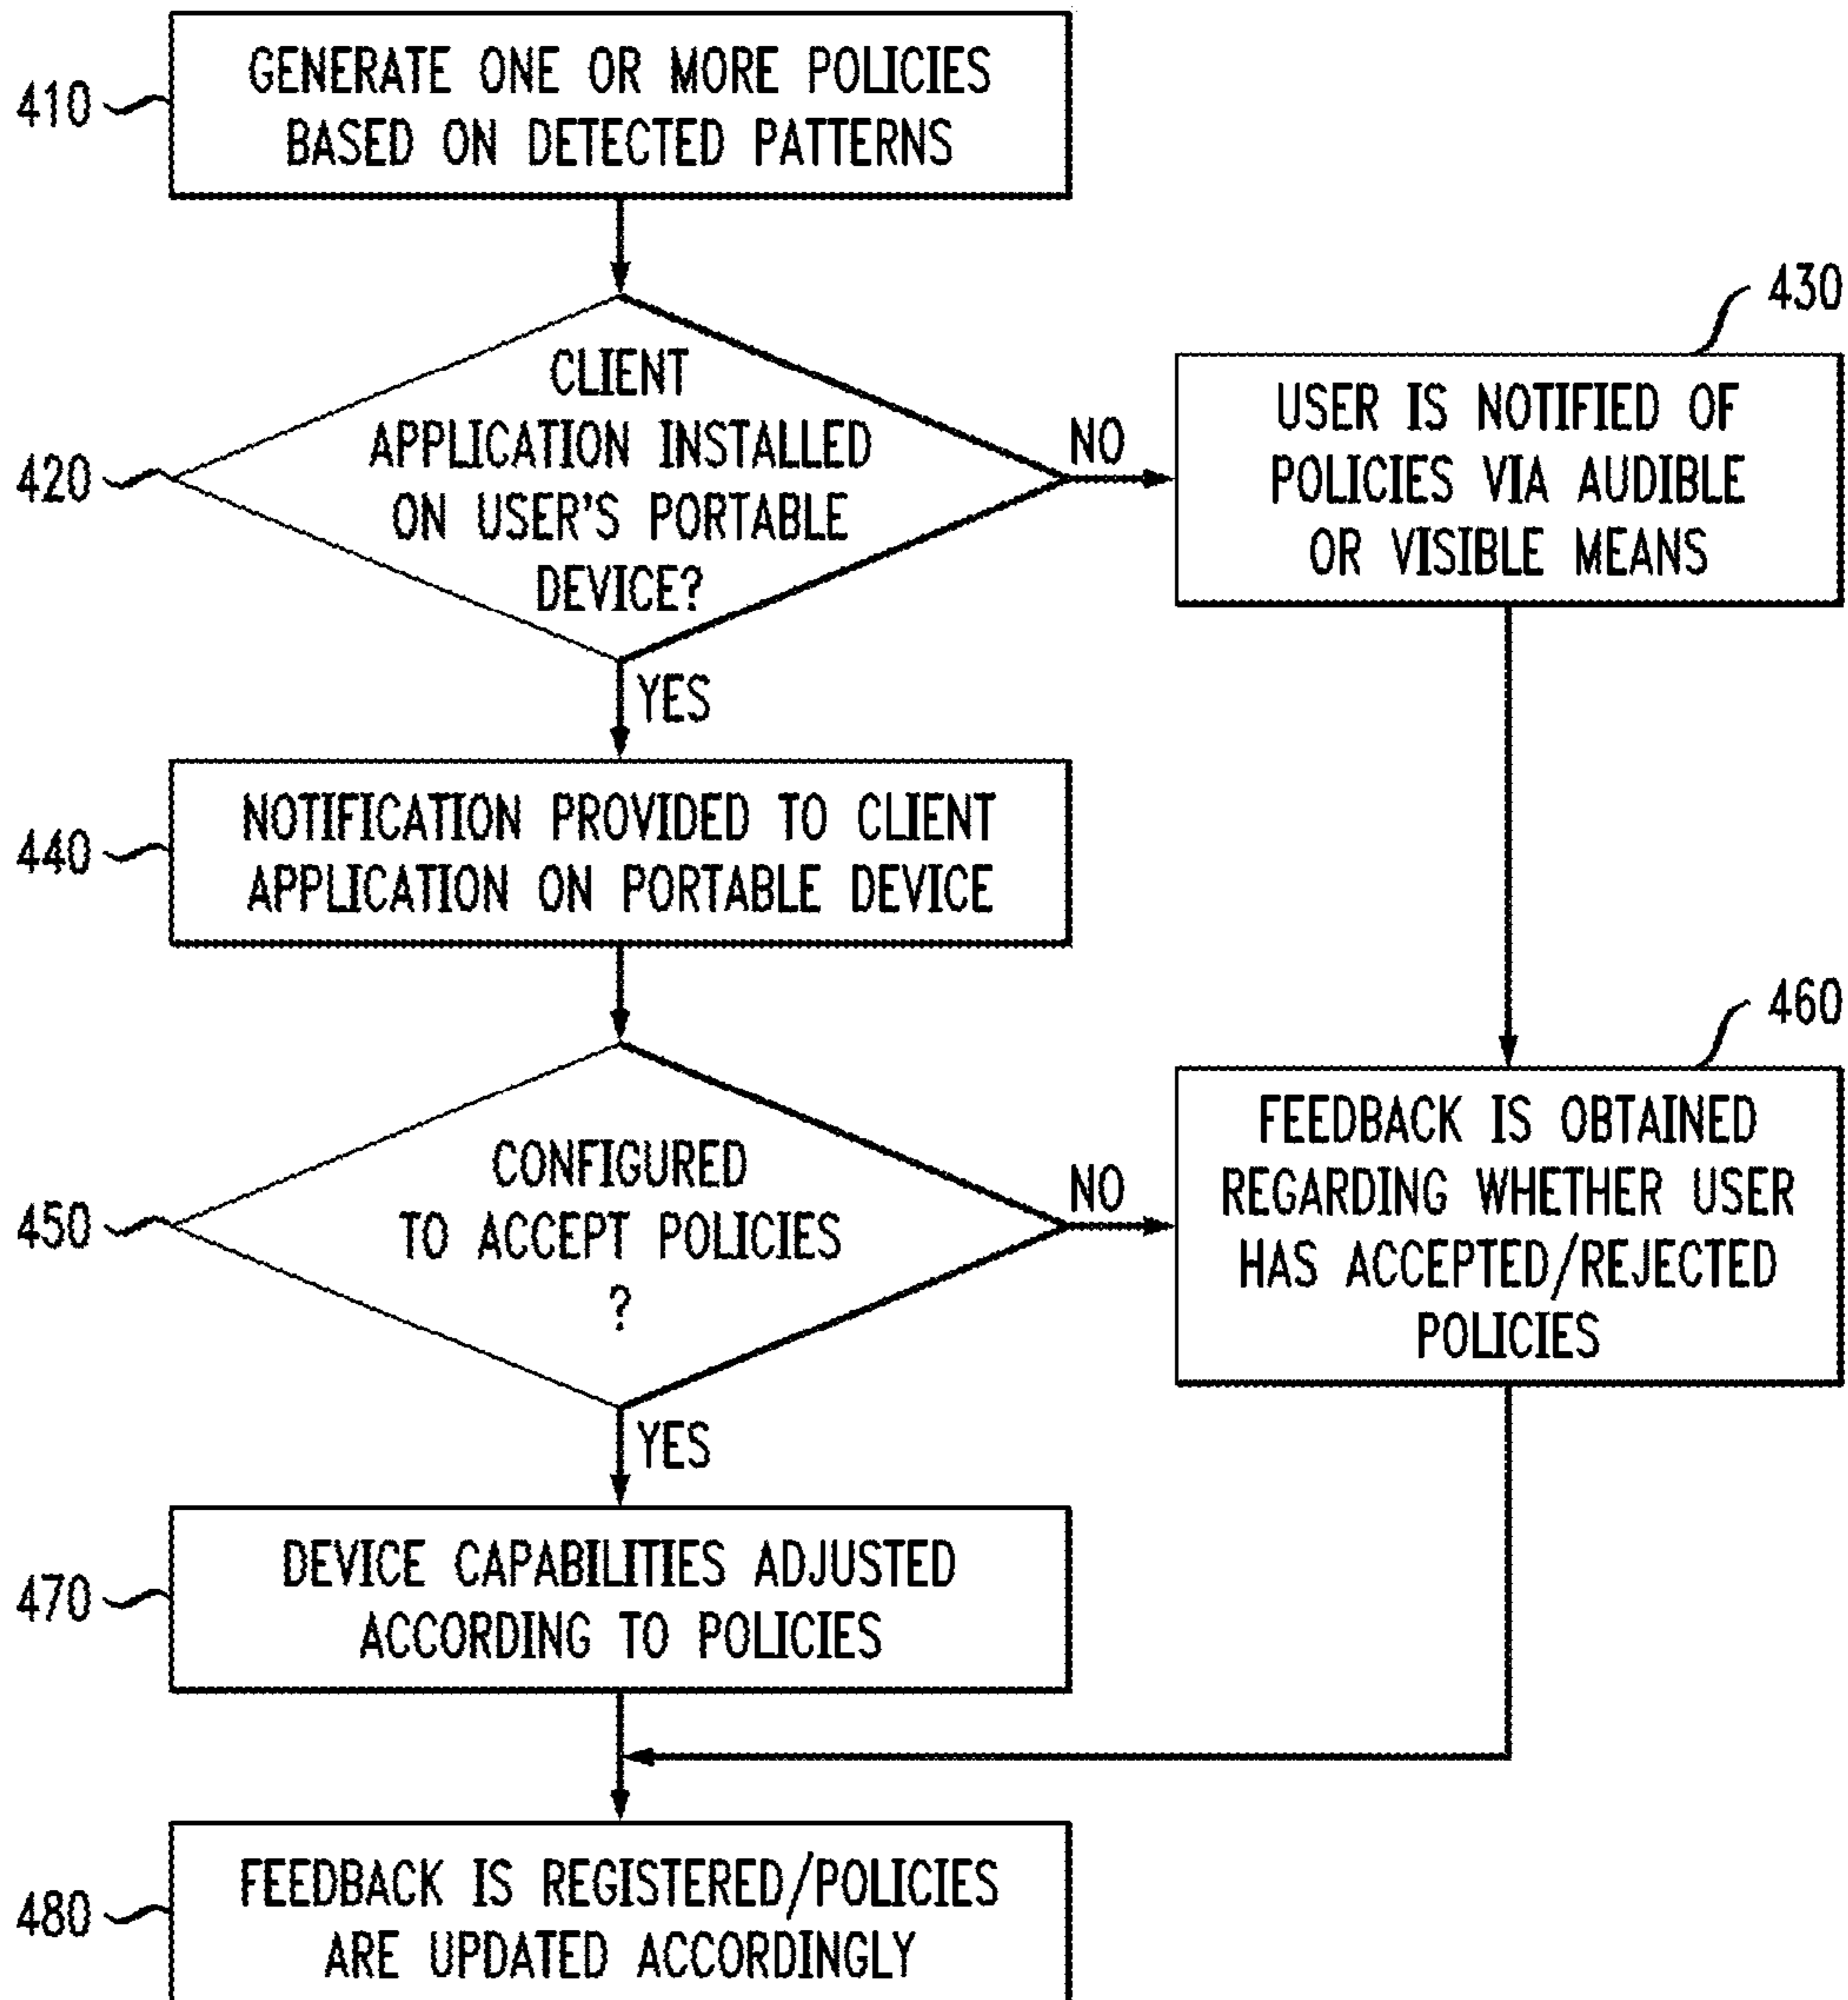 410
GENERATE ONE OR MORE POLICIES
BASED ON DETECTED PATTERNS
420
CLIENT
APPLICATION INSTALLED
ON USER'S PORTABLE
DEVICE?
NO
430
USER IS NOTIFIED OF
POLICIES VIA AUDIBLE
OR VISIBLE MEANS
YES
440
NOTIFICATION PROVIDED TO CLIENT
APPLICATION ON PORTABLE DEVICE
450
CONFIGURED
TO ACCEPT POLICIES
?
NO
460
FEEDBACK IS OBTAINED
REGARDING WHETHER USER
HAS ACCEPTED/REJECTED
POLICIES
YES
470
DEVICE CAPABILITIES ADJUSTED
ACCORDING TO POLICIES
480
FEEDBACK IS REGISTERED/POLICIES
ARE UPDATED ACCORDINGLY